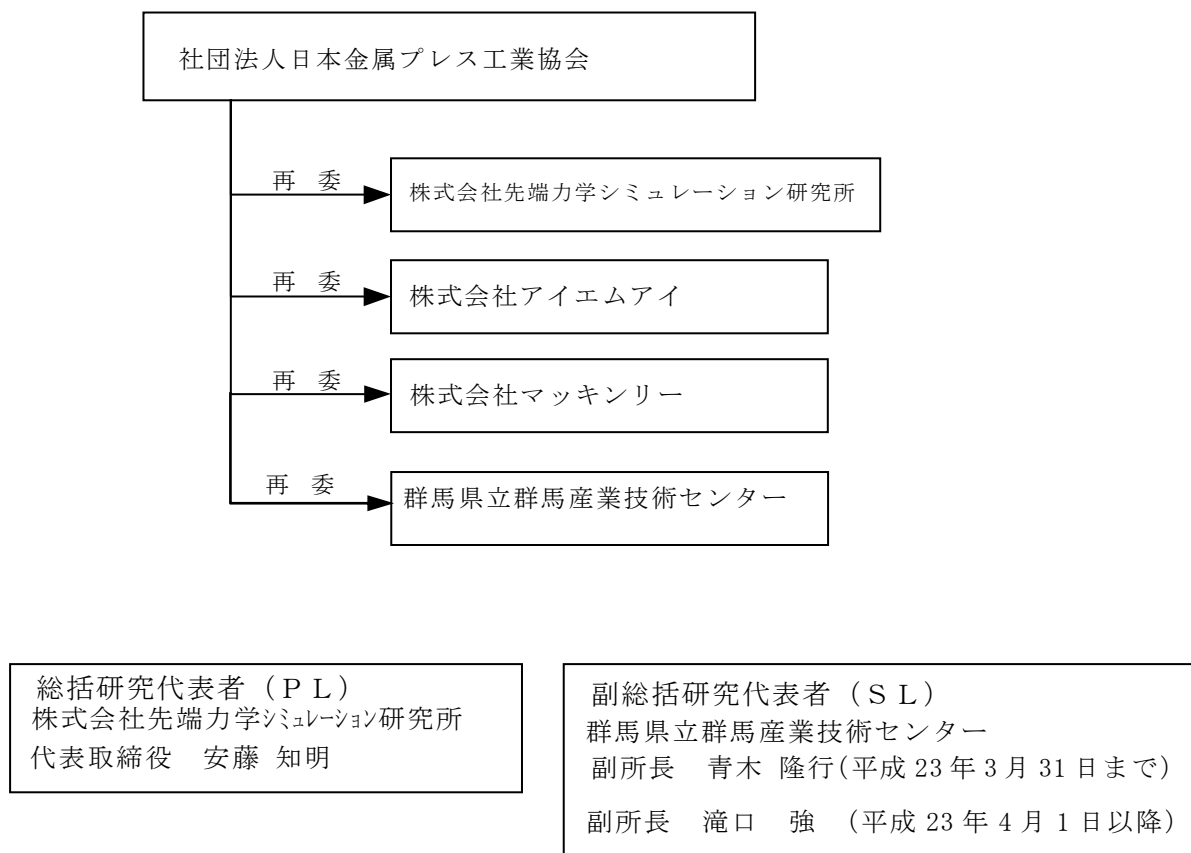 社団法人日本金属プレス工業協会
再 委
株式会社先端力学シミュレーション研究所
再 委
株式会社アイエムアイ
再 委
株式会社マッキンリー
再 委
群馬県立群馬産業技術センター
総括研究代表者（ＰＬ）
株式会社先端力学ｼﾐｭﾚｰｼｮﾝ研究所
代表取締役　安藤 知明
副総括研究代表者（ＳＬ）
群馬県立群馬産業技術センター
副所長　青木 隆行(平成 23 年 3 月 31 日まで)
副所長　滝口　強　(平成 23 年 4 月 1 日以降)